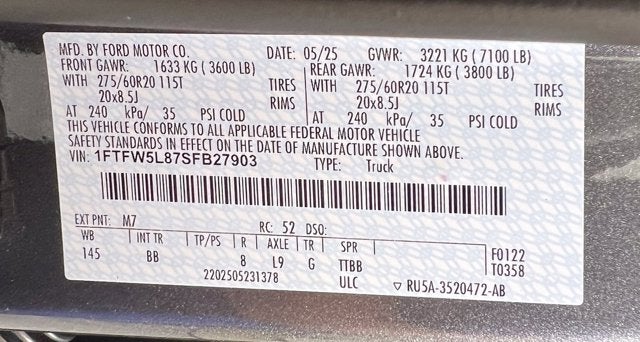 MFD. BY FORD MOTOR CO. DATE: 05/25 GVWR: 3221 KG ( 7100 LB)
FRONT GAWR: 1633 KG ( 3600 LB) REAR GAWR: 1724 KG ( 3800 LB)
WITH 275/60R20 115T TIRES WITH 275/60R20 115T TIRES
20x8.5J RIMS 20x8.5J RIMS
AT 240 kPa/ 35 PSI COLD AT 240 kPa/ 35 PSI COLD
THIS VEHICLE CONFORMS TO ALL APPLICABLE FEDERAL MOTOR VEHICLE
SAFETY STANDARDS IN EFFECT ON THE DATE OF MANUFACTURE SHOWN ABOVE.
VIN: 1FTFW5L87SFB27903 TYPE: Truck
EXT PNT: M7 RC: 52 DSO:
WB INT TR TP/PS R AXLE TR SPR F0122
145 BB 8 L9 G TTBB T0358
2202505231378 ULC ▽ RU5A-3520472-AB